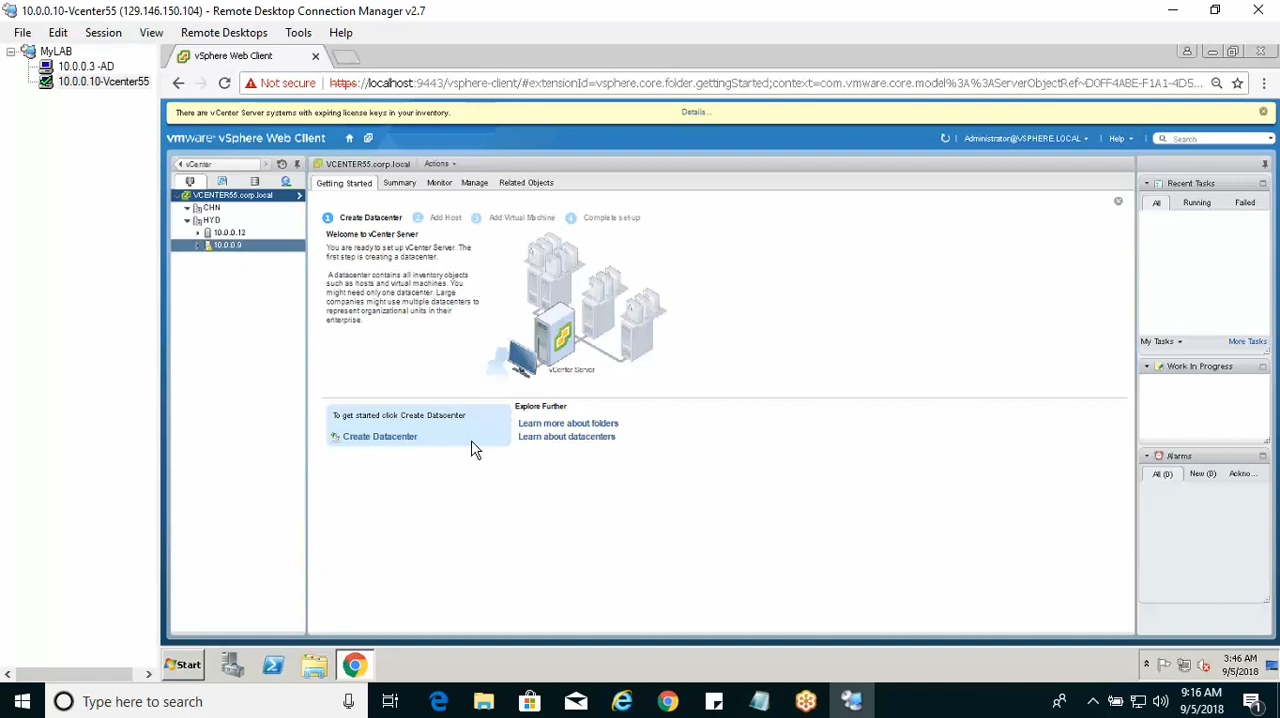 10.0.0.10-Vcenter55 (129.146.150.104) - Remote Desktop Connection Manager v2.7
File Edit Session View Remote Desktops Tools Help
MyLAB
10.0.0.3 -AD
10.0.0.10-Vcenter55
vSphere Web Client
Not secure https://localhost:9443/vsphere-client/#extensionId=vsphere.core.folder.gettingStarted;context=com.vmware.core.model%3A%3AServerObjectRef~D0FF4ABE-F1A1-4D5...
There are vCenter Server systems with expiring license keys in your inventory. Details...
vmware® vSphere Web Client
Administrator@VSPHERE.LOCAL Help Search
vCenter
VCENTER55.corp.local Actions
VCENTER55.corp.local
CHN
HYD
10.0.0.12
10.0.0.9
Getting Started Summary Monitor Manage Related Objects
1 Create Datacenter 2 Add Host 3 Add Virtual Machine 4 Complete setup
Welcome to vCenter Server
You are ready to set up vCenter Server. The
first step is creating a datacenter.
A datacenter contains all inventory objects
such as hosts and virtual machines. You
might need only one datacenter. Large
companies might use multiple datacenters to
represent organizational units in their
enterprise.
vCenter Server
To get started click Create Datacenter
Create Datacenter
Explore Further
Learn more about folders
Learn about datacenters
Recent Tasks
All Running Failed
My Tasks More Tasks
Work In Progress
Alarms
All (0) New (0) Ackno...
Start
3:46 AM
9/5/2018
Type here to search
9:16 AM
9/5/2018
1